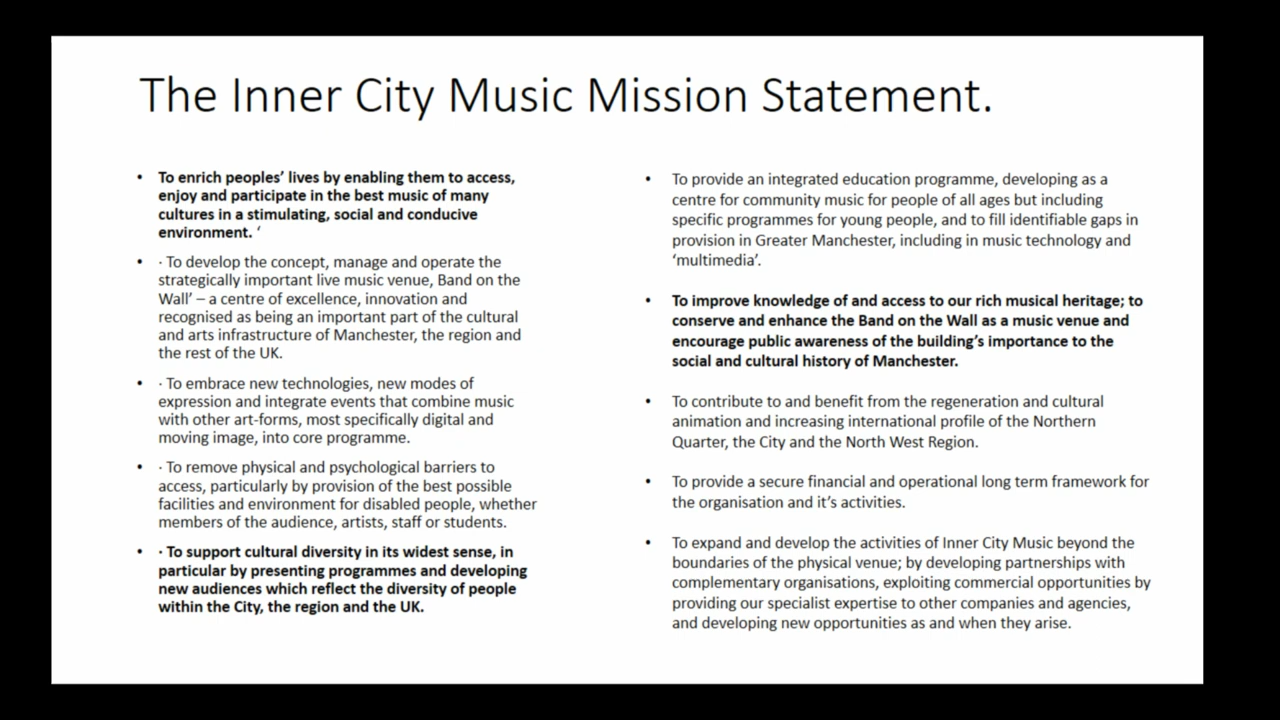 The Inner City Music Mission Statement.
• To enrich peoples’ lives by enabling them to access,
enjoy and participate in the best music of many
cultures in a stimulating, social and conducive
environment. ‘
• · To develop the concept, manage and operate the
strategically important live music venue, Band on the
Wall’ – a centre of excellence, innovation and
recognised as being an important part of the cultural
and arts infrastructure of Manchester, the region and
the rest of the UK.
• · To embrace new technologies, new modes of
expression and integrate events that combine music
with other art-forms, most specifically digital and
moving image, into core programme.
• · To remove physical and psychological barriers to
access, particularly by provision of the best possible
facilities and environment for disabled people, whether
members of the audience, artists, staff or students.
• · To support cultural diversity in its widest sense, in
particular by presenting programmes and developing
new audiences which reflect the diversity of people
within the City, the region and the UK.
• To provide an integrated education programme, developing as a
centre for community music for people of all ages but including
specific programmes for young people, and to fill identifiable gaps in
provision in Greater Manchester, including in music technology and
‘multimedia’.
• To improve knowledge of and access to our rich musical heritage; to
conserve and enhance the Band on the Wall as a music venue and
encourage public awareness of the building’s importance to the
social and cultural history of Manchester.
• To contribute to and benefit from the regeneration and cultural
animation and increasing international profile of the Northern
Quarter, the City and the North West Region.
• To provide a secure financial and operational long term framework for
the organisation and it’s activities.
• To expand and develop the activities of Inner City Music beyond the
boundaries of the physical venue; by developing partnerships with
complementary organisations, exploiting commercial opportunities by
providing our specialist expertise to other companies and agencies,
and developing new opportunities as and when they arise.